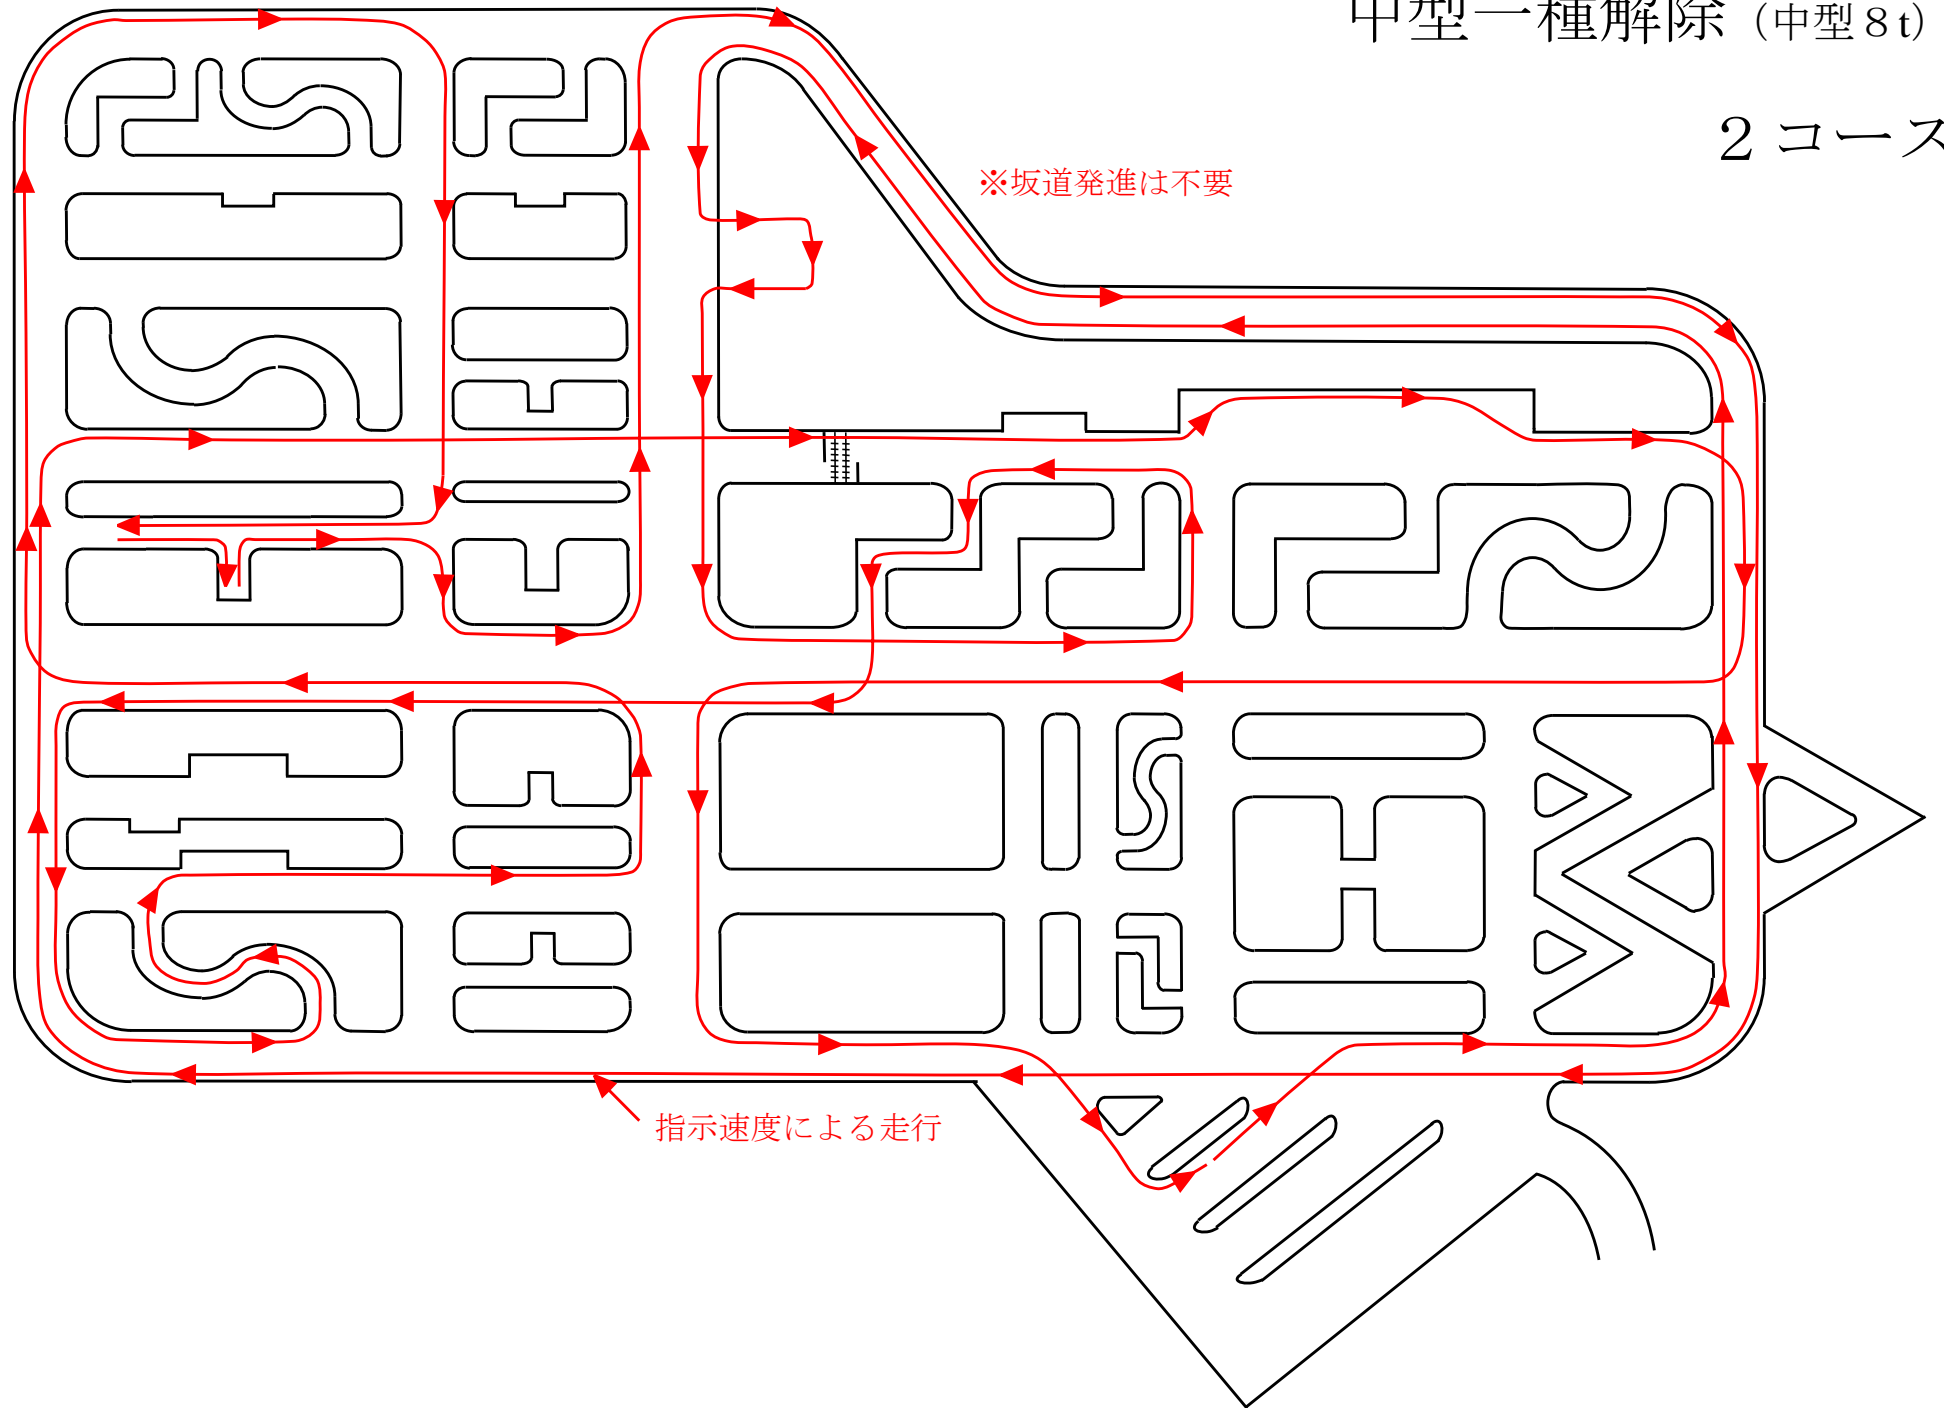 中型一種解除（中型８t）
２コース
※坂道発進は不要
指示速度による走行